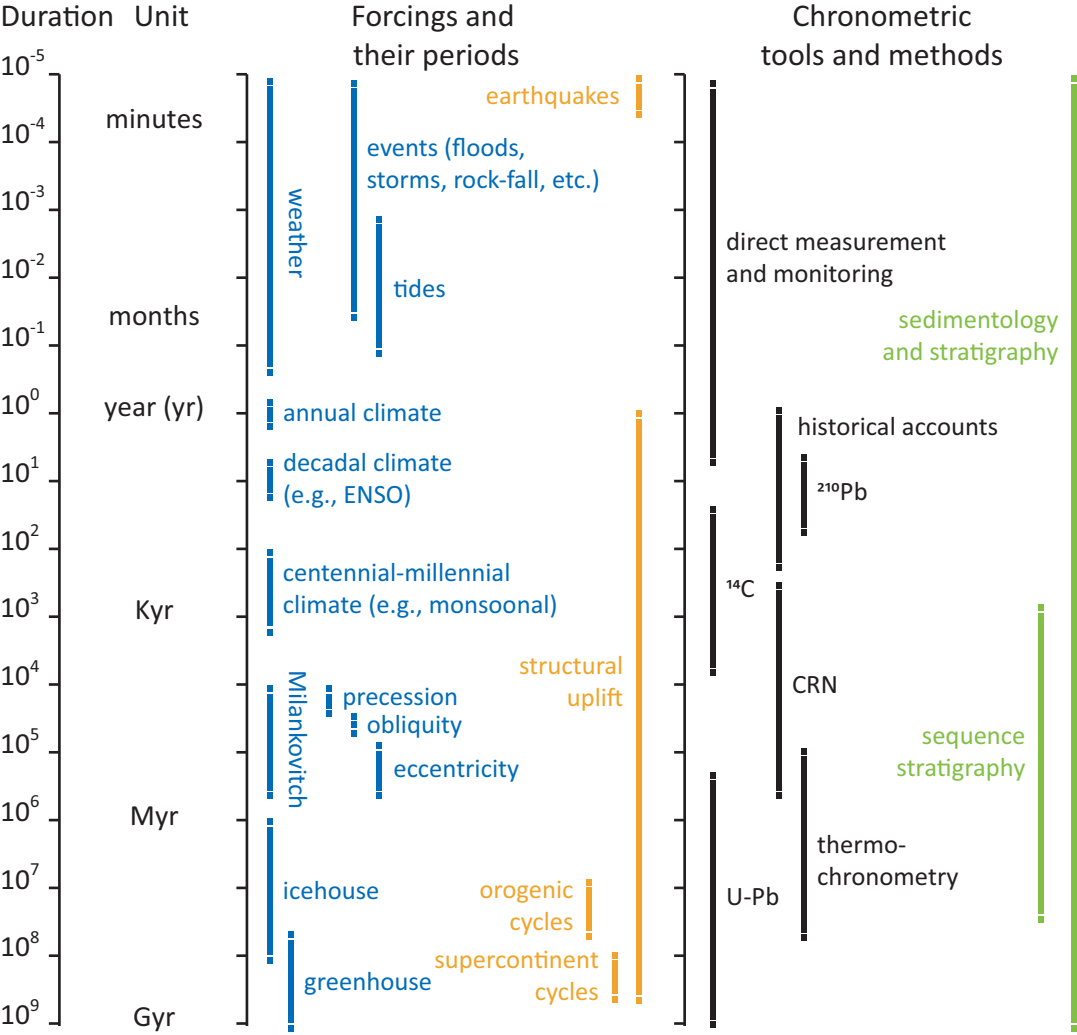 Duration Unit
Forcings and
their periods
Chronometric
tools and methods
10⁻⁵
minutes
10⁻⁴
10⁻³
10⁻²
months
10⁻¹
10⁰
year (yr)
10¹
10²
10³
Kyr
10⁴
10⁵
10⁶
Myr
10⁷
10⁸
10⁹
Gyr
earthquakes
events (floods,
storms, rock-fall, etc.)
weather
tides
annual climate
decadal climate
(e.g., ENSO)
centennial-millennial
climate (e.g., monsoonal)
structural
uplift
Milankovitch
precession
obliquity
eccentricity
icehouse
orogenic
cycles
supercontinent
cycles
greenhouse
direct measurement
and monitoring
sedimentology
and stratigraphy
historical accounts
²¹⁰Pb
¹⁴C
CRN
sequence
stratigraphy
thermo-
chronometry
U-Pb